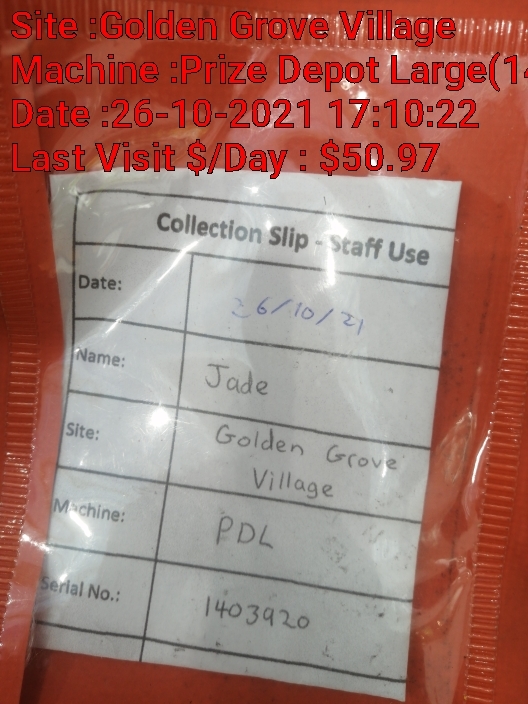 Site :Golden Grove Village
Machine :Prize Depot Large(14
Date :26-10-2021 17:10:22
Last Visit $/Day : $50.97
Collection Slip - Staff Use
Date: 26/10/21
Name: Jade
Site: Golden Grove
Village
Machine: PDL
Serial No.: 1403920